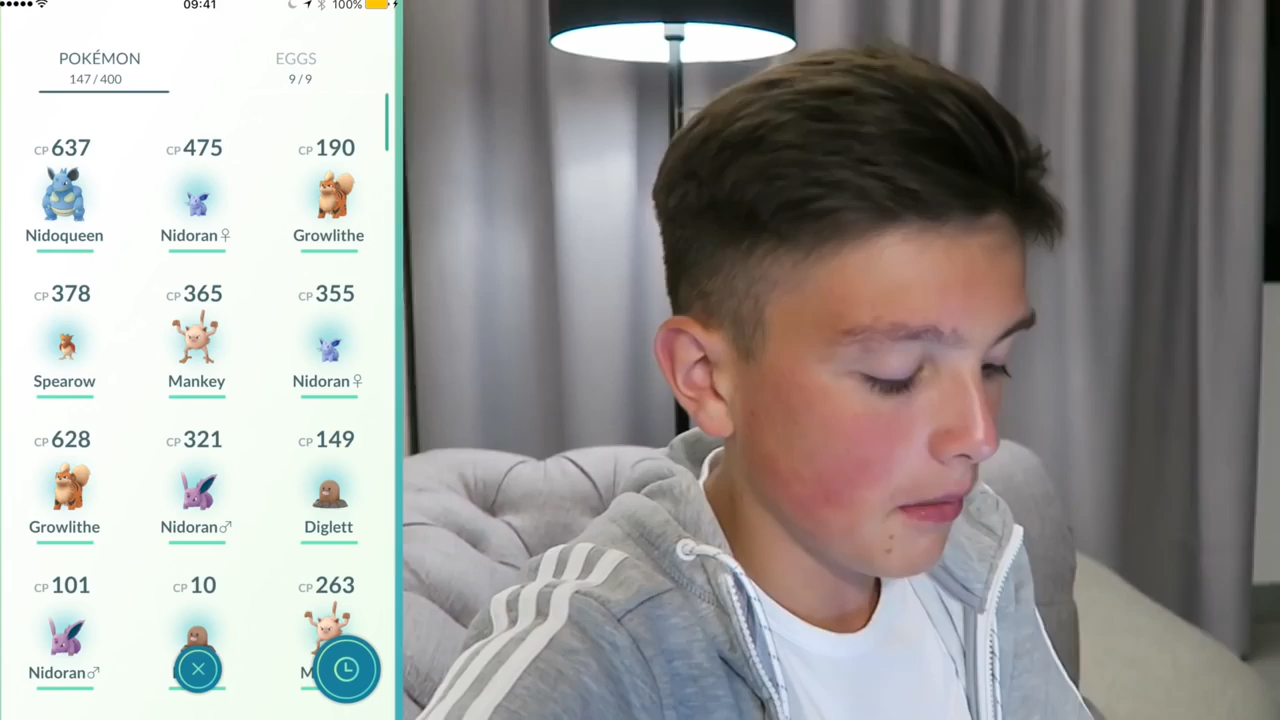 09:41 100%
POKÉMON EGGS
147 / 400 9 / 9
CP 637 CP 475 CP 190
Nidoqueen Nidoran♀ Growlithe
CP 378 CP 365 CP 355
Spearow Mankey Nidoran♀
CP 628 CP 321 CP 149
Growlithe Nidoran♂ Diglett
CP 101 CP 10 CP 263
Nidoran♂ M